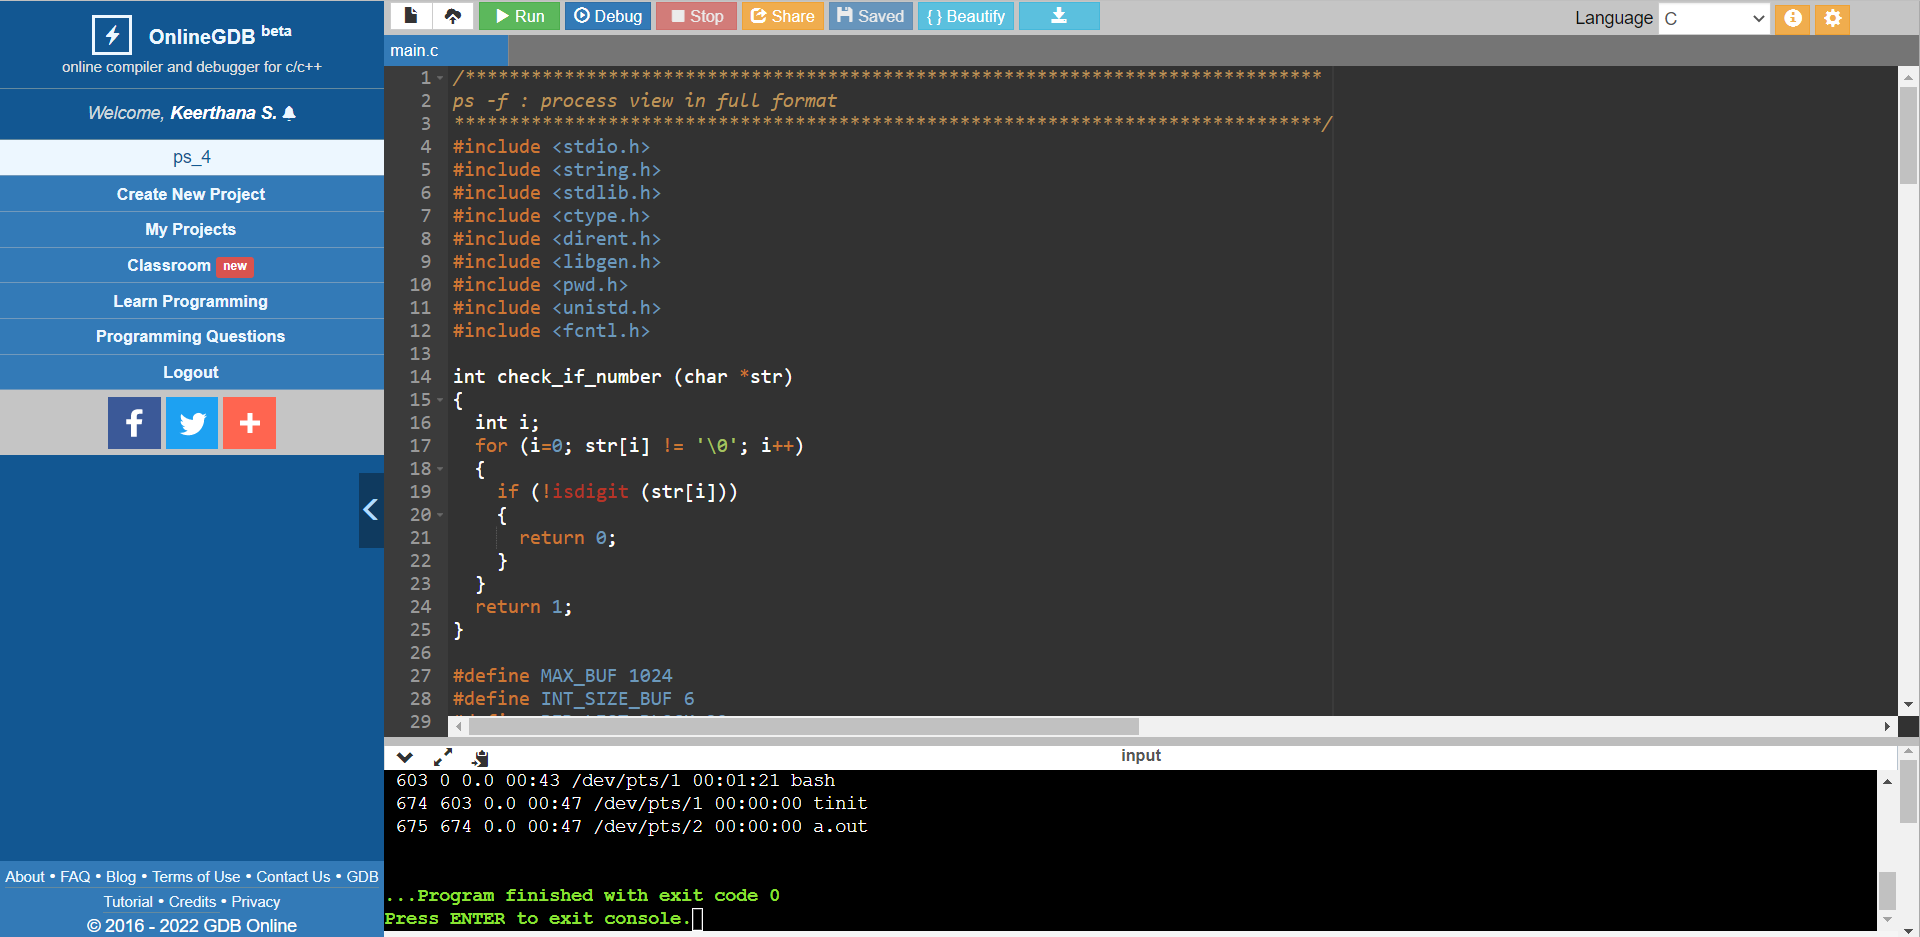 OnlineGDB beta
online compiler and debugger for c/c++
Welcome, Keerthana S.
ps_4
Create New Project
My Projects
Classroom new
Learn Programming
Programming Questions
Logout
About • FAQ • Blog • Terms of Use • Contact Us • GDB
Tutorial • Credits • Privacy
© 2016 - 2022 GDB Online
Run Debug Stop Share Saved {} Beautify
Language C
main.c
1 /******************************************************************************
2 ps -f : process view in full format
3 *******************************************************************************/
4 #include <stdio.h>
5 #include <string.h>
6 #include <stdlib.h>
7 #include <ctype.h>
8 #include <dirent.h>
9 #include <libgen.h>
10 #include <pwd.h>
11 #include <unistd.h>
12 #include <fcntl.h>
13
14 int check_if_number (char *str)
15 {
16 int i;
17 for (i=0; str[i] != '\0'; i++)
18 {
19 if (!isdigit (str[i]))
20 {
21 return 0;
22 }
23 }
24 return 1;
25 }
26
27 #define MAX_BUF 1024
28 #define INT_SIZE_BUF 6
29
input
603 0 0.0 00:43 /dev/pts/1 00:01:21 bash
674 603 0.0 00:47 /dev/pts/1 00:00:00 tinit
675 674 0.0 00:47 /dev/pts/2 00:00:00 a.out
...Program finished with exit code 0
Press ENTER to exit console.